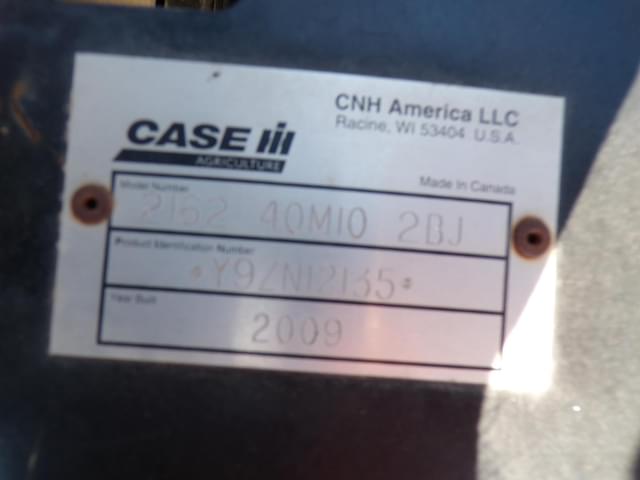 CNH America LLC
Racine, WI 53404 U.S.A.
CASE IH
AGRICULTURE
Made In Canada
Model Number
2162 40M10 2BJ
Product Identification Number
*Y9ZN12135*
Year Built
2009